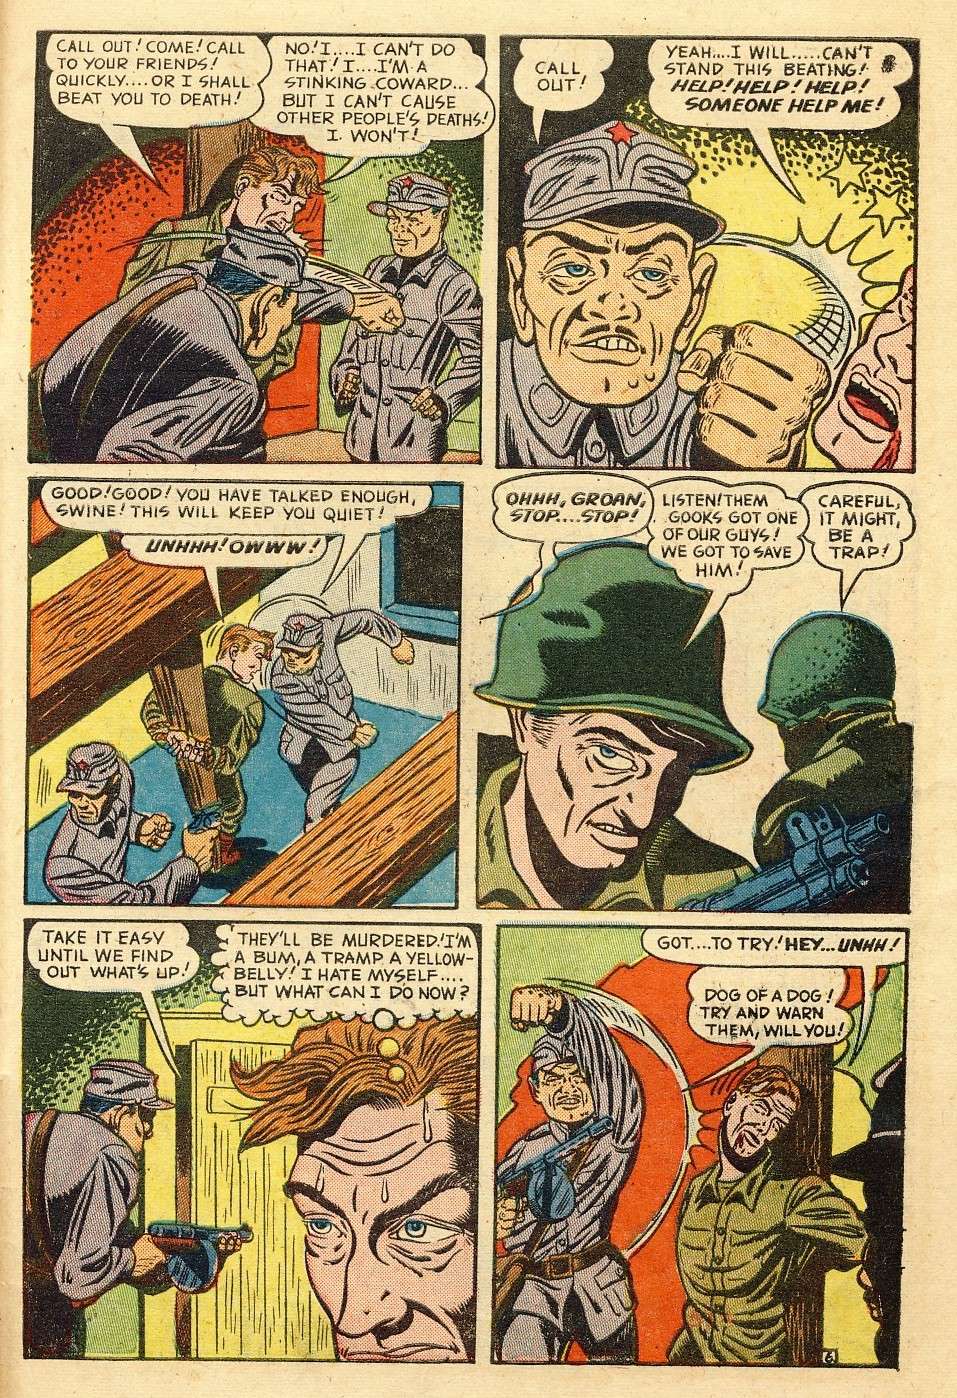 CALL OUT! COME! CALL
TO YOUR FRIENDS!
QUICKLY....OR I SHALL
BEAT YOU TO DEATH!
NO! I....I CAN'T DO
THAT! I....I'M A
STINKING COWARD...
BUT I CAN'T CAUSE
OTHER PEOPLE'S DEATHS!
I WON'T!
CALL
OUT!
YEAH....I WILL.....CAN'T
STAND THIS BEATING!
HELP! HELP! HELP!
SOMEONE HELP ME!
GOOD! GOOD! YOU HAVE TALKED ENOUGH,
SWINE! THIS WILL KEEP YOU QUIET!
UNHHH! OWWW!
OHHH, GROAN,
STOP....STOP!
LISTEN! THEM
GOOKS GOT ONE
OF OUR GUYS!
WE GOT TO SAVE
HIM!
CAREFUL,
IT MIGHT,
BE A
TRAP!
TAKE IT EASY
UNTIL WE FIND
OUT WHAT'S UP!
THEY'LL BE MURDERED! I'M
A BUM, A TRAMP A YELLOW-
BELLY! I HATE MYSELF....
BUT WHAT CAN I DO NOW?
GOT....TO TRY! HEY...UNHH!
DOG OF A DOG!
TRY AND WARN
THEM, WILL YOU!
6